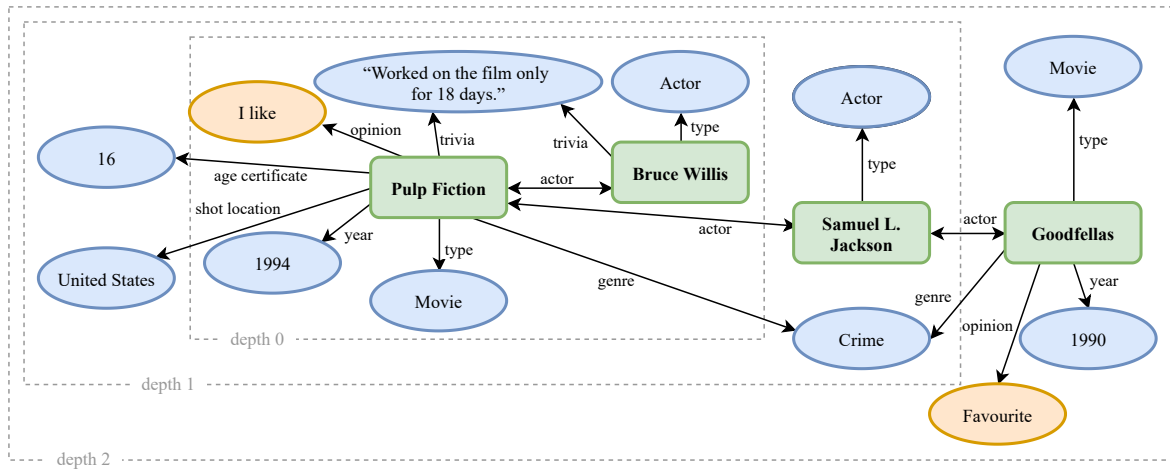 “Worked on the film only
for 18 days.”
Actor
Movie
Actor
I like
opinion
trivia
trivia
type
type
type
16
age certificate
Pulp Fiction
actor
Bruce Willis
shot location
year
type
actor
Samuel L.
Jackson
actor
Goodfellas
United States
1994
Movie
genre
genre
opinion
year
depth 0
Crime
1990
depth 1
Favourite
depth 2